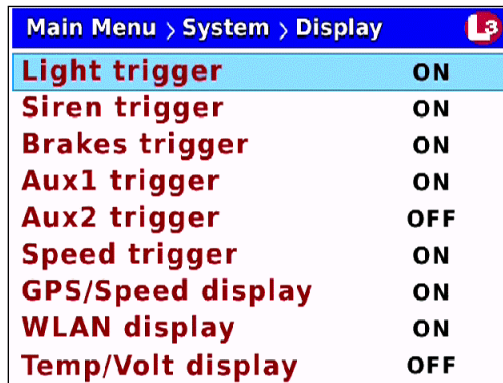 Main Menu > System > Display L3
Light trigger ON
Siren trigger ON
Brakes trigger ON
Aux1 trigger ON
Aux2 trigger OFF
Speed trigger ON
GPS/Speed display ON
WLAN display ON
Temp/Volt display OFF